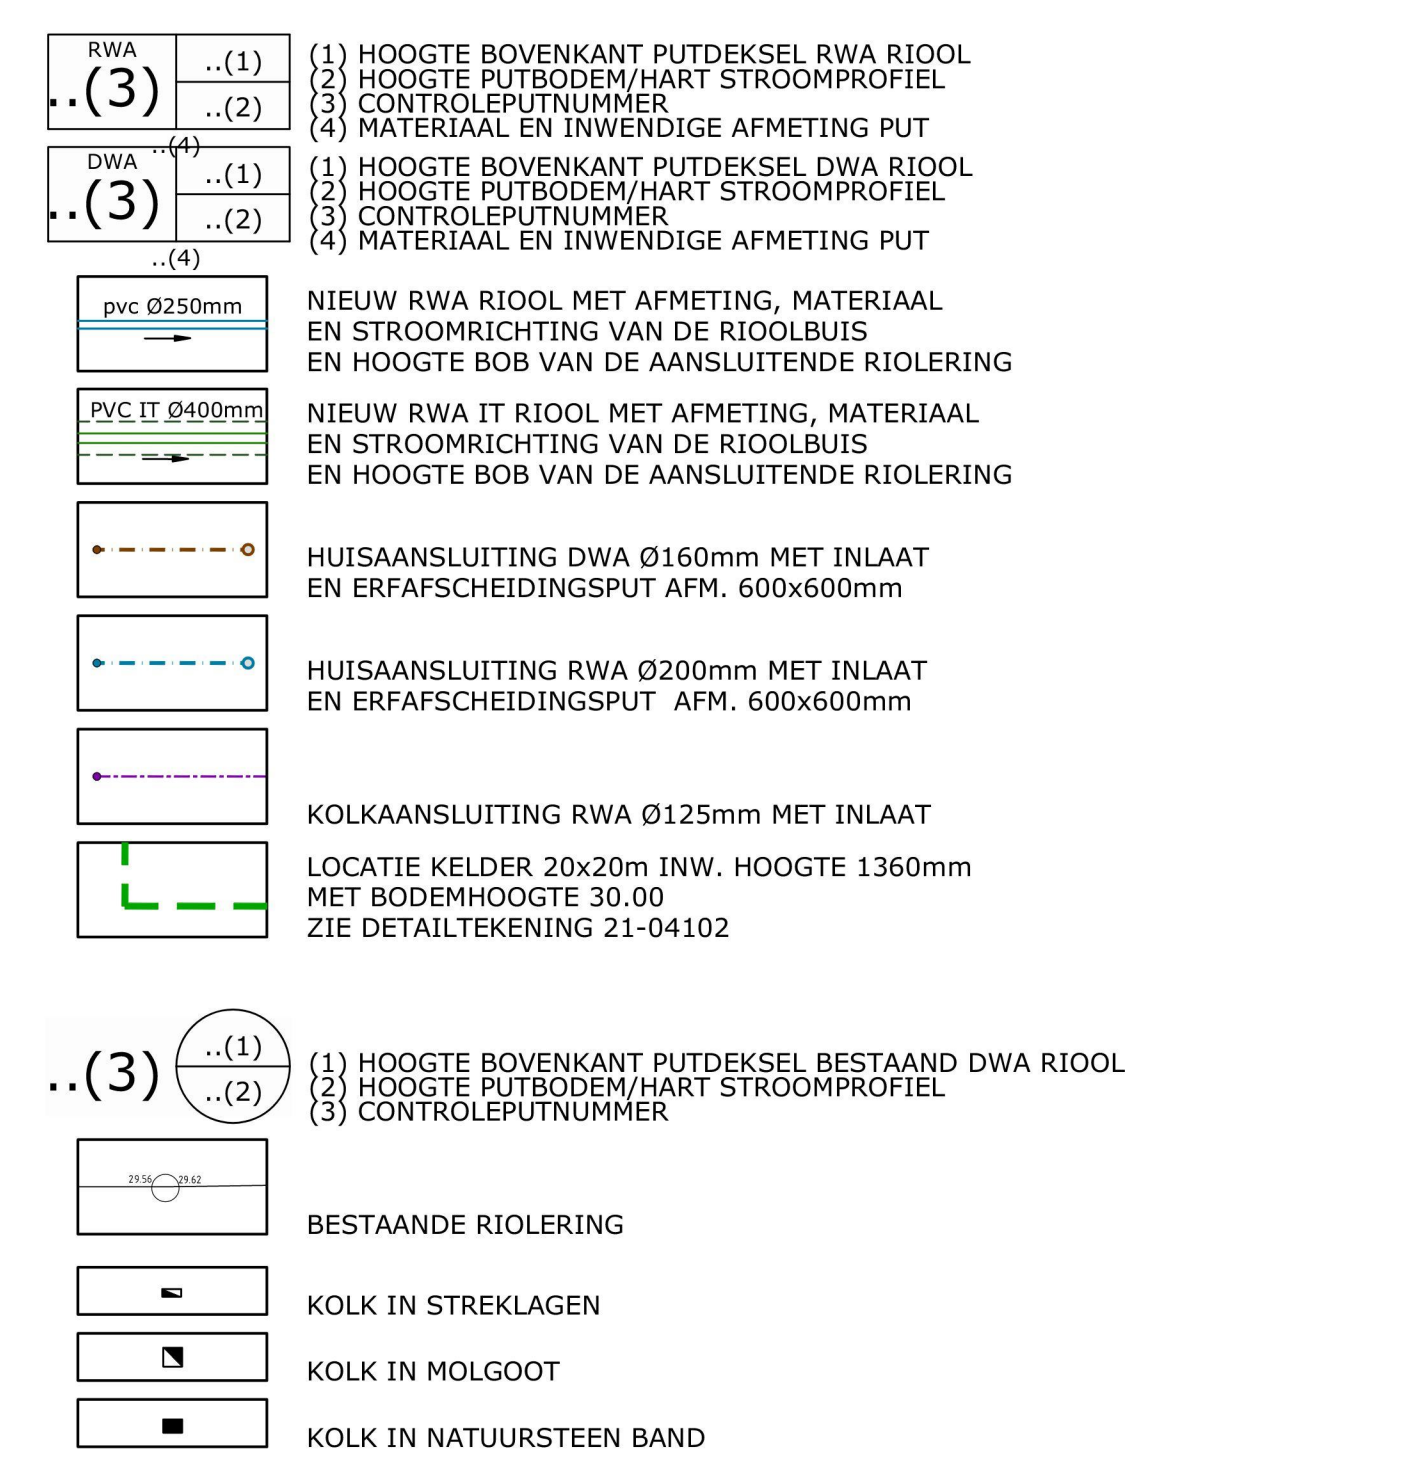 RWA
..(3)
..(1)
..(2)
..(4)
(1) HOOGTE BOVENKANT PUTDEKSEL RWA RIOOL
(2) HOOGTE PUTBODEM/HART STROOMPROFIEL
(3) CONTROLEPUTNUMMER
(4) MATERIAAL EN INWENDIGE AFMETING PUT
DWA
..(3)
..(1)
..(2)
..(4)
(1) HOOGTE BOVENKANT PUTDEKSEL DWA RIOOL
(2) HOOGTE PUTBODEM/HART STROOMPROFIEL
(3) CONTROLEPUTNUMMER
(4) MATERIAAL EN INWENDIGE AFMETING PUT
pvc Ø250mm
NIEUW RWA RIOOL MET AFMETING, MATERIAAL
EN STROOMRICHTING VAN DE RIOOLBUIS
EN HOOGTE BOB VAN DE AANSLUITENDE RIOLERING
PVC IT Ø400mm
NIEUW RWA IT RIOOL MET AFMETING, MATERIAAL
EN STROOMRICHTING VAN DE RIOOLBUIS
EN HOOGTE BOB VAN DE AANSLUITENDE RIOLERING
HUISAANSLUITING DWA Ø160mm MET INLAAT
EN ERFAFSCHEIDINGSPUT AFM. 600x600mm
HUISAANSLUITING RWA Ø200mm MET INLAAT
EN ERFAFSCHEIDINGSPUT  AFM. 600x600mm
KOLKAANSLUITING RWA Ø125mm MET INLAAT
LOCATIE KELDER 20x20m INW. HOOGTE 1360mm
MET BODEMHOOGTE 30.00
ZIE DETAILTEKENING 21-04102
..(3)
..(1)
..(2)
(1) HOOGTE BOVENKANT PUTDEKSEL BESTAAND DWA RIOOL
(2) HOOGTE PUTBODEM/HART STROOMPROFIEL
(3) CONTROLEPUTNUMMER
29.56 29.62
BESTAANDE RIOLERING
KOLK IN STREKLAGEN
KOLK IN MOLGOOT
KOLK IN NATUURSTEEN BAND